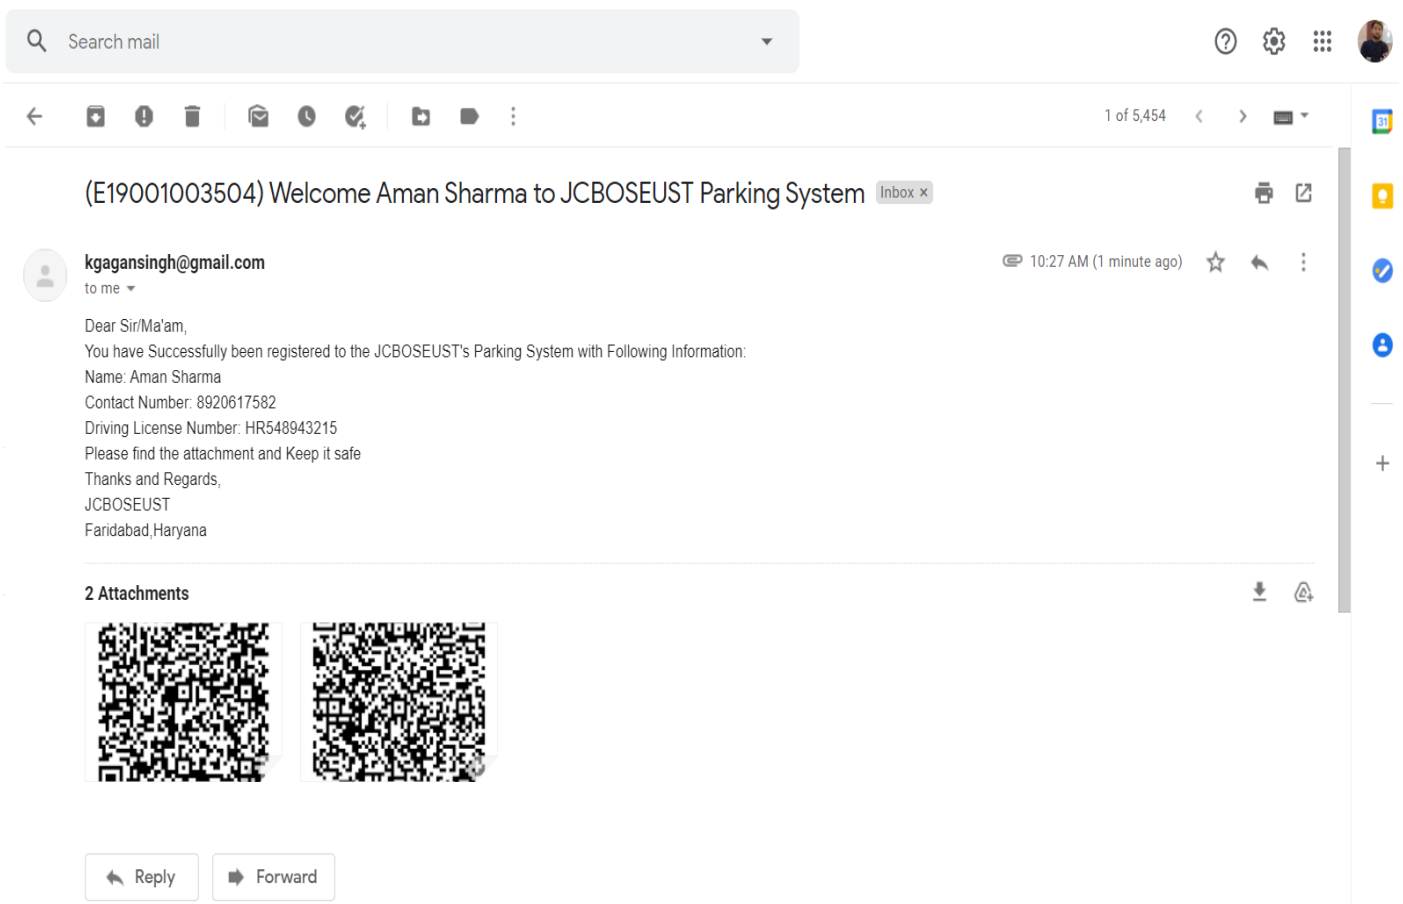 Search mail
1 of 5,454
31
(E19001003504) Welcome Aman Sharma to JCBOSEUST Parking System Inbox ×
kgagansingh@gmail.com
10:27 AM (1 minute ago)
to me
Dear Sir/Ma'am,
You have Successfully been registered to the JCBOSEUST's Parking System with Following Information:
Name: Aman Sharma
Contact Number: 8920617582
Driving License Number: HR548943215
Please find the attachment and Keep it safe
Thanks and Regards,
JCBOSEUST
Faridabad,Haryana
2 Attachments
Reply
Forward